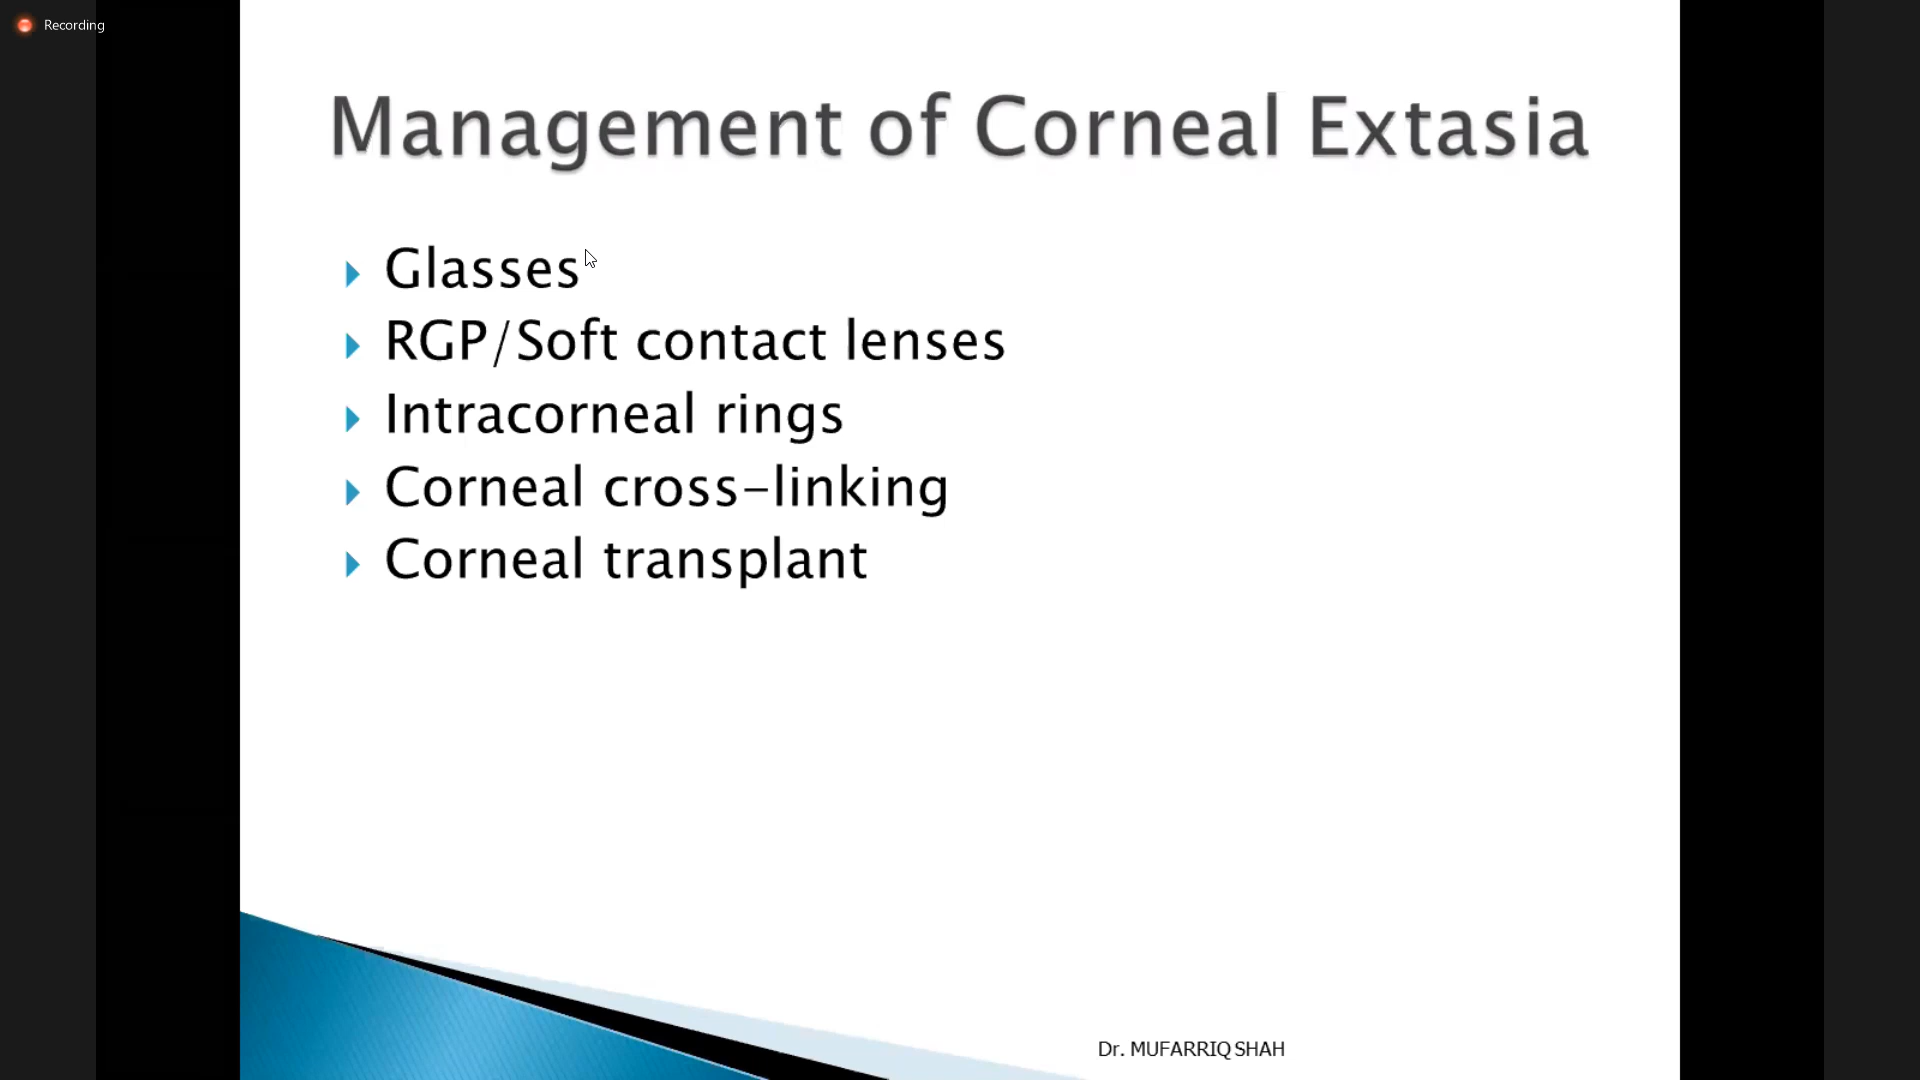 Recording
Management of Corneal Extasia
Glasses
RGP/Soft contact lenses
Intracorneal rings
Corneal cross-linking
Corneal transplant
Dr. MUFARRIQ SHAH